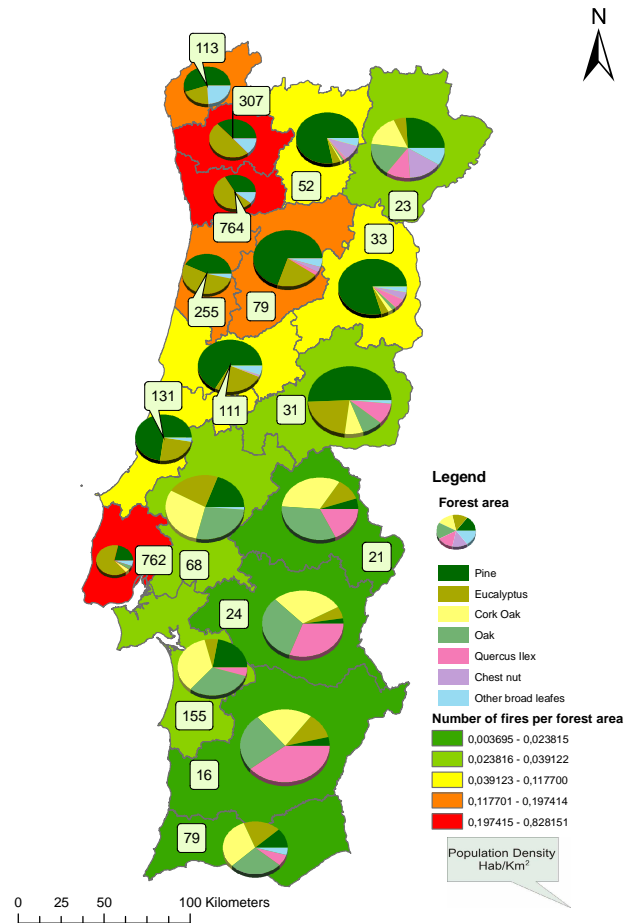 N
113
307
52
23
764
33
255
79
131
111
31
762
68
21
24
155
16
79
Legend
Forest area
Pine
Eucalyptus
Cork Oak
Oak
Quercus Ilex
Chest nut
Other broad leafes
Number of fires per forest area
0,003695 - 0,023815
0,023816 - 0,039122
0,039123 - 0,117700
0,117701 - 0,197414
0,197415 - 0,828151
Population Density
Hab/Km²
0 25 50 100 Kilometers